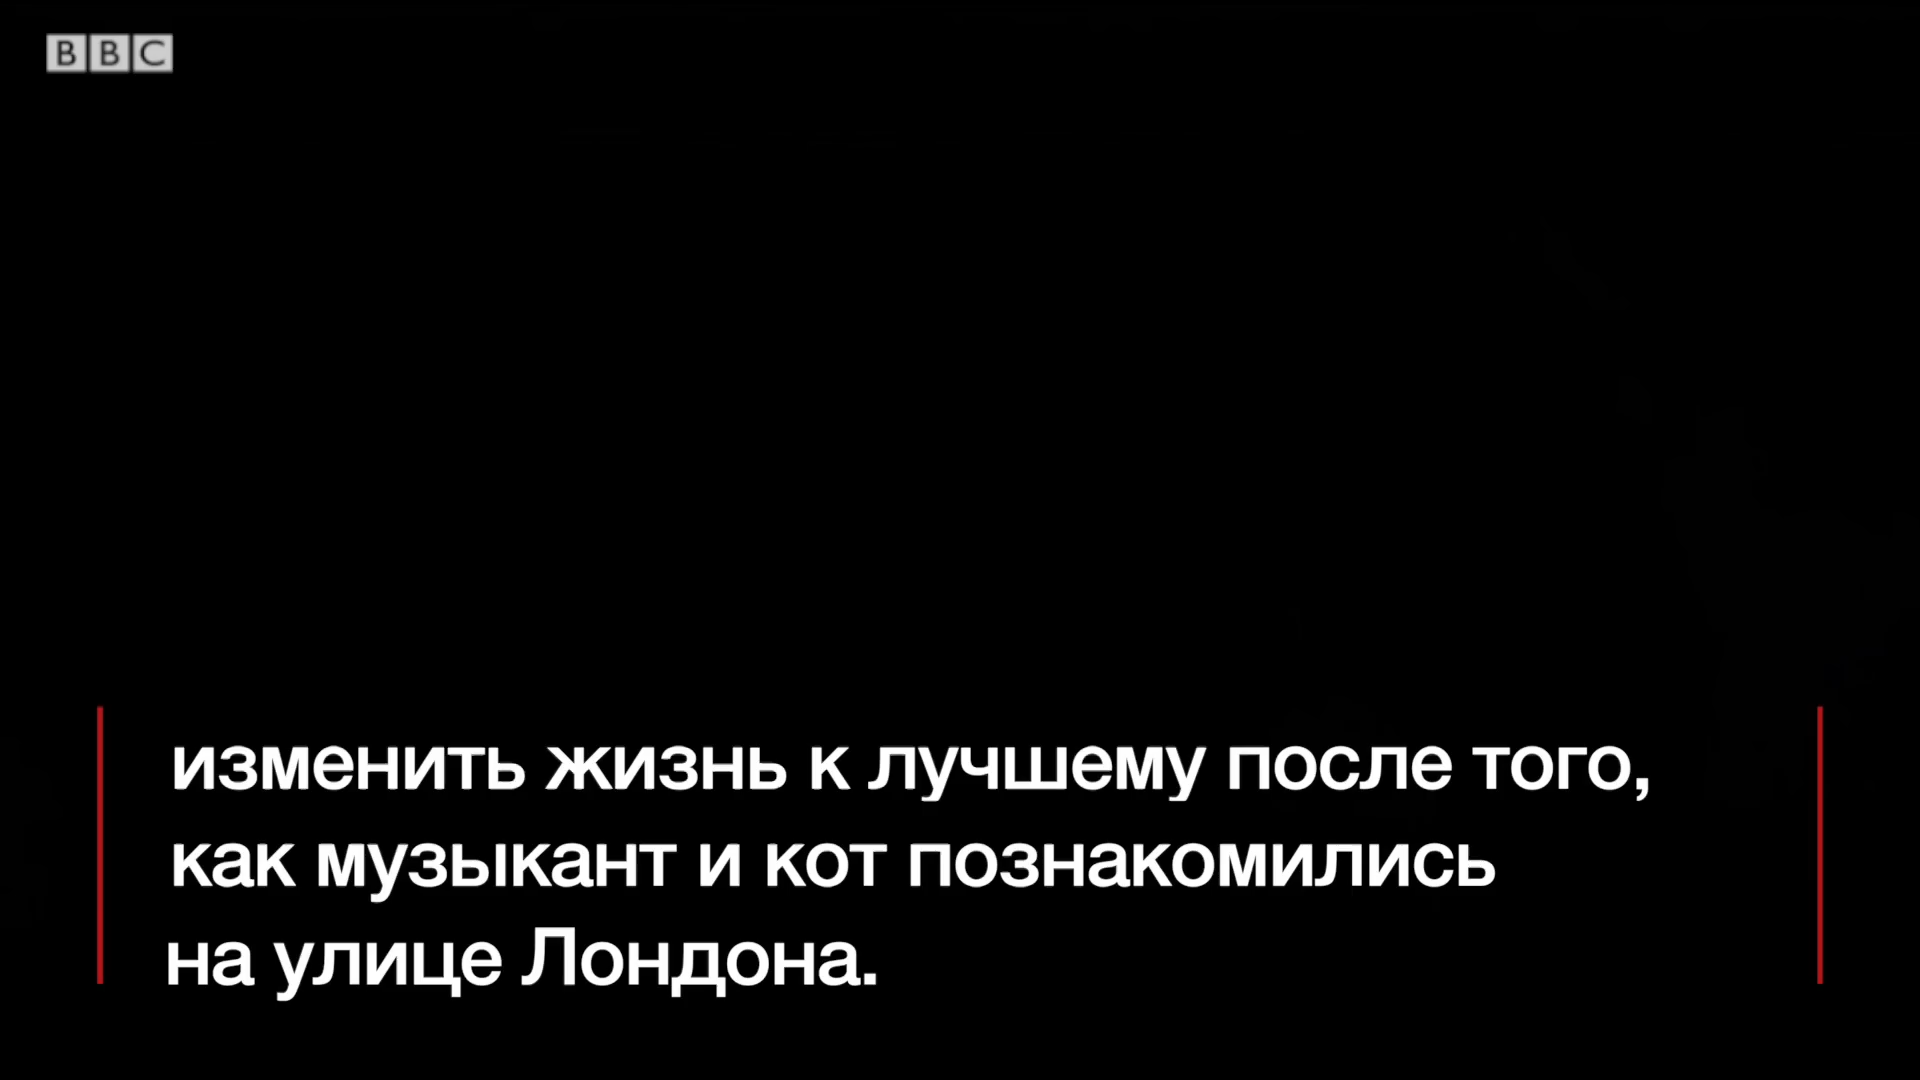 BBC
изменить жизнь к лучшему после того,
как музыкант и кот познакомились
на улице Лондона.